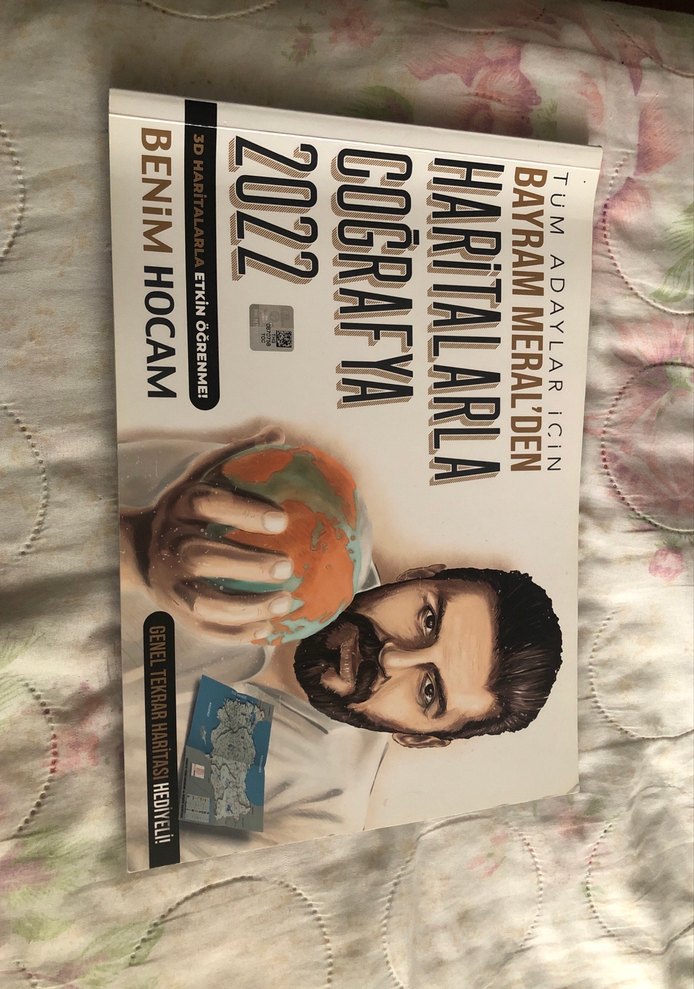 TÜM ADAYLAR İÇİN
BAYRAM MERAL'DEN
HARİTALARLA
COĞRAFYA
2022
3D HARİTALARLA ETKİN ÖĞRENME!
BENİM HOCAM
GENEL TEKRAR HARİTASI HEDİYELİ!